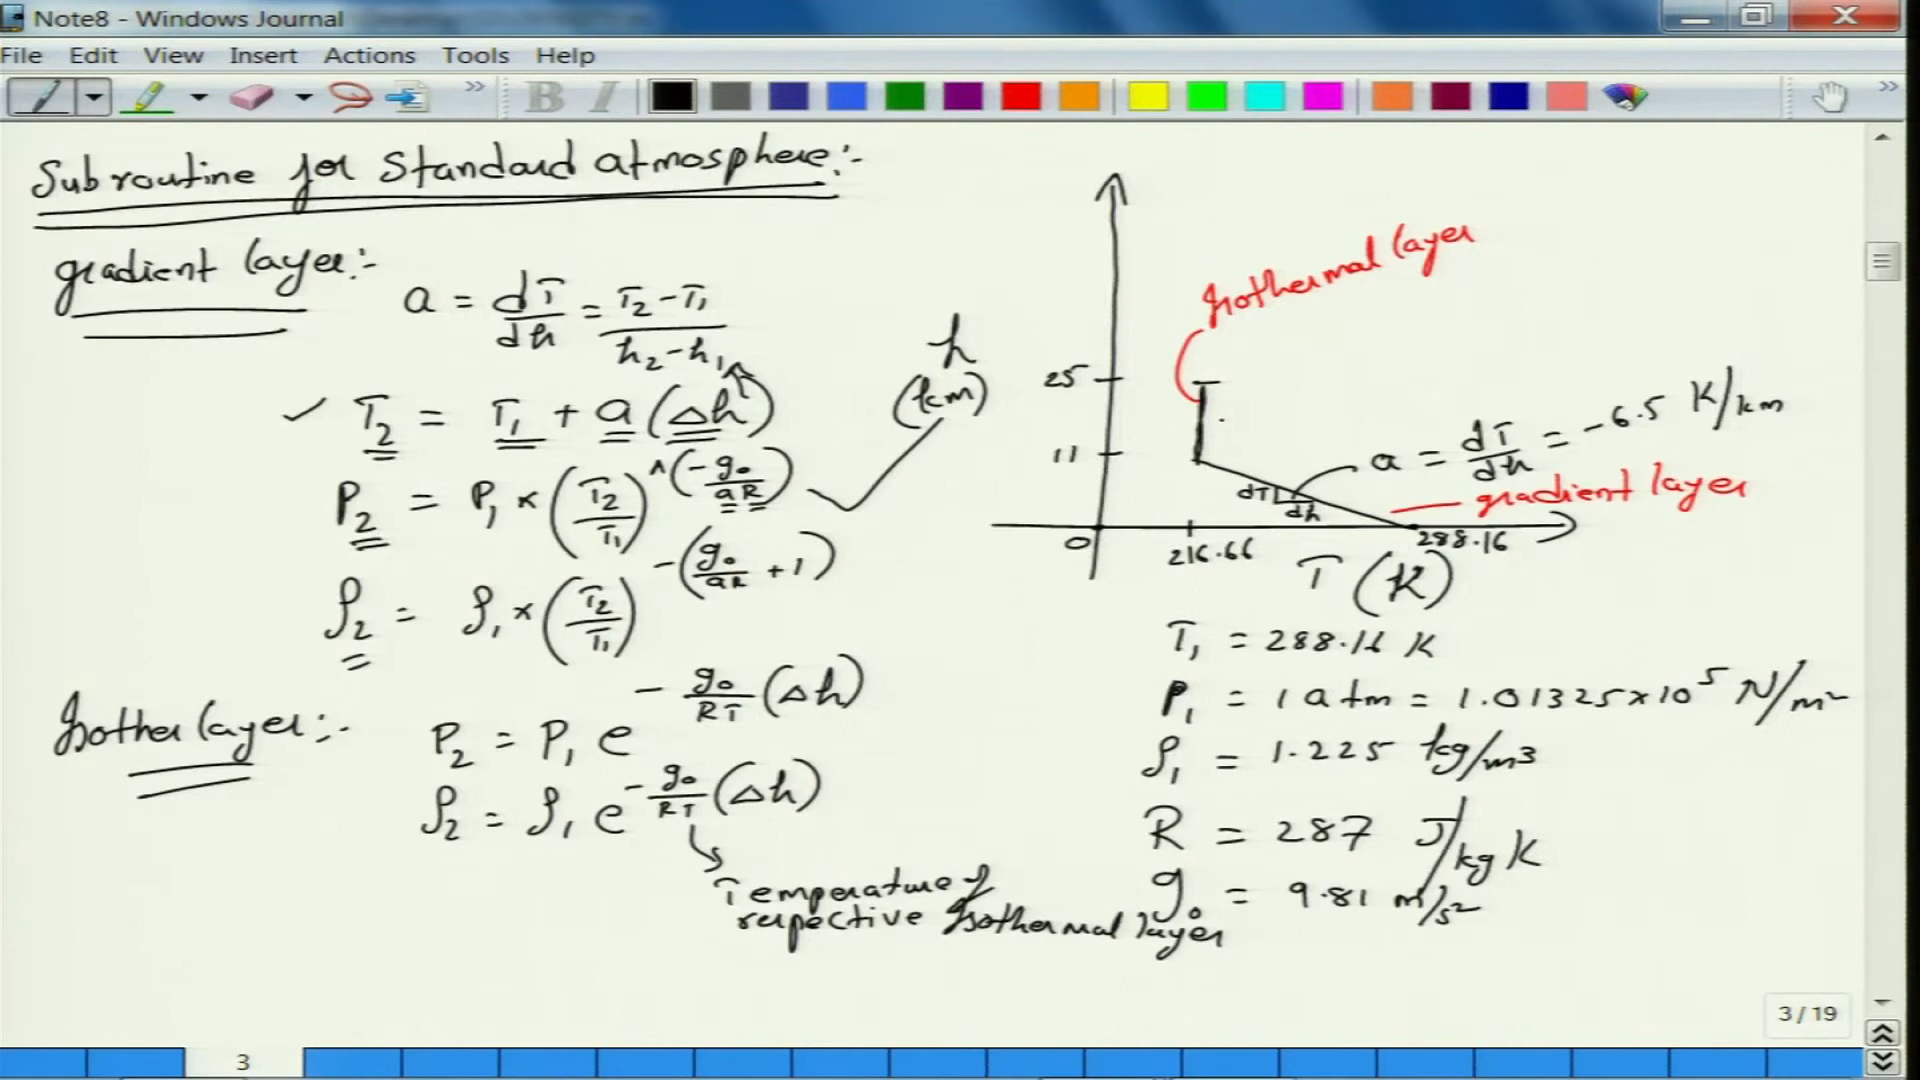 Note8 - Windows Journal
File Edit View Insert Actions Tools Help
B I
Subroutine for Standard atmosphere:-
gradient layer:-
a = dT/dh = T₂-T₁/h₂-h₁
T₂ = T₁ + a (Δh)
P₂ = P₁ × (T₂/T₁)^(-g₀/aR)
ρ₂ = ρ₁ × (T₂/T₁)^-(g₀/aR + 1)
Isother layer:-
P₂ = P₁ e^-g₀/RT (Δh)
ρ₂ = ρ₁ e^-g₀/RT (Δh)
Temperature of
respective Isothermal layer
h
(km)
Isothermal layer
25
11
a = dT/dh = -6.5 K/km
dT
dh
gradient layer
0
216.66
288.16
T (K)
T₁ = 288.16 K
P₁ = 1 atm = 1.01325×10⁵ N/m²
ρ₁ = 1.225 kg/m3
R = 287 J/kg K
g₀ = 9.81 m/s²
3 / 19
3